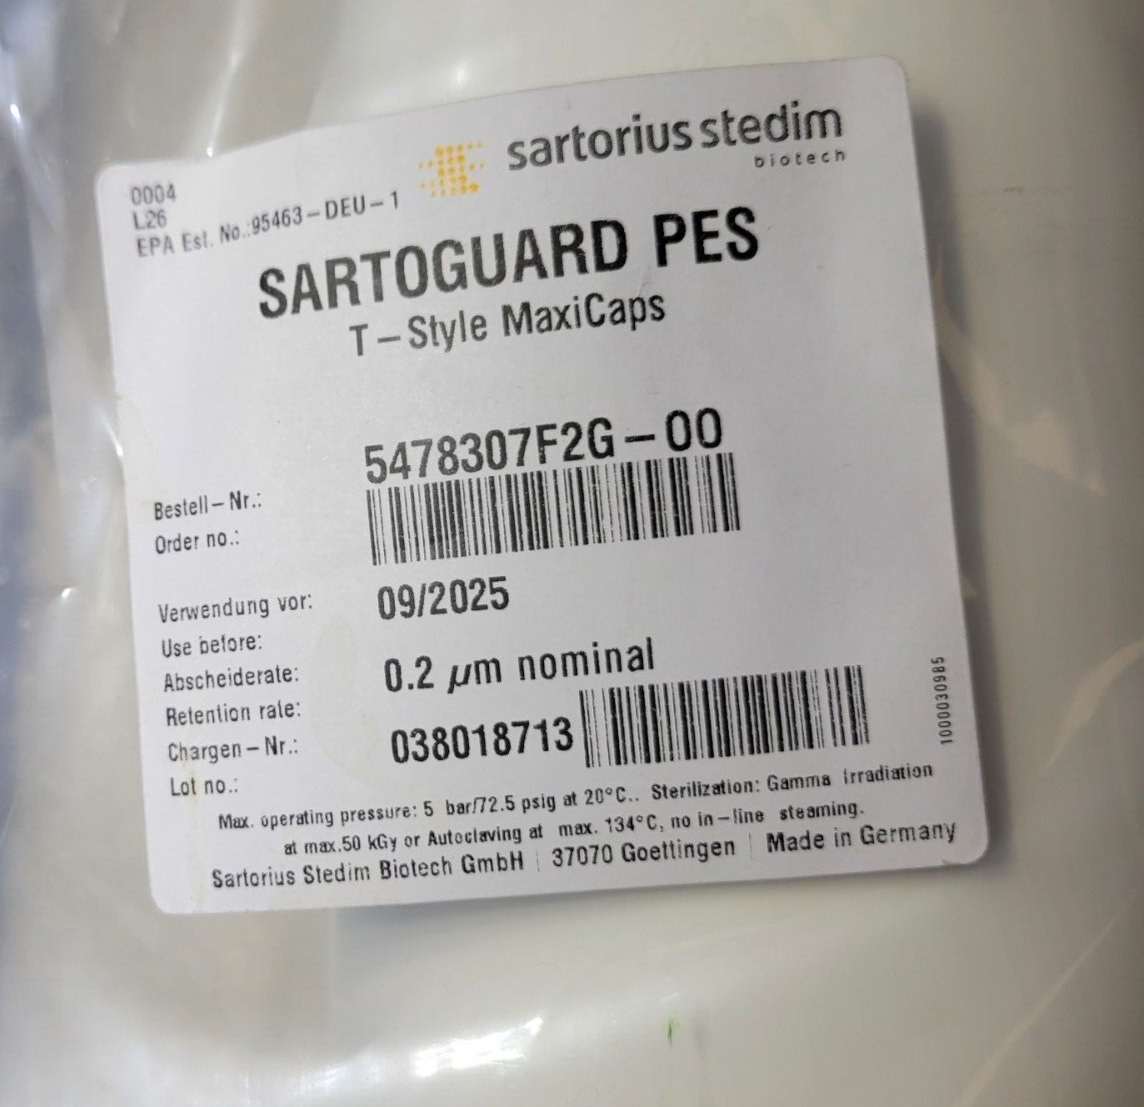 0004
L26
EPA Est. No.:95463-DEU-1
sartorius stedim
biotech
SARTOGUARD PES
T-Style MaxiCaps
5478307F2G-00
Bestell-Nr.:
Order no.:
Verwendung vor: 09/2025
Use before:
Abscheiderate: 0.2 µm nominal
Retention rate:
Chargen-Nr.: 038018713
Lot no.:
1000030985
Max. operating pressure: 5 bar/72.5 psig at 20°C.. Sterilization: Gamma Irradiation
at max.50 kGy or Autoclaving at max. 134°C, no in-line steaming.
Sartorius Stedim Biotech GmbH | 37070 Goettingen | Made in Germany